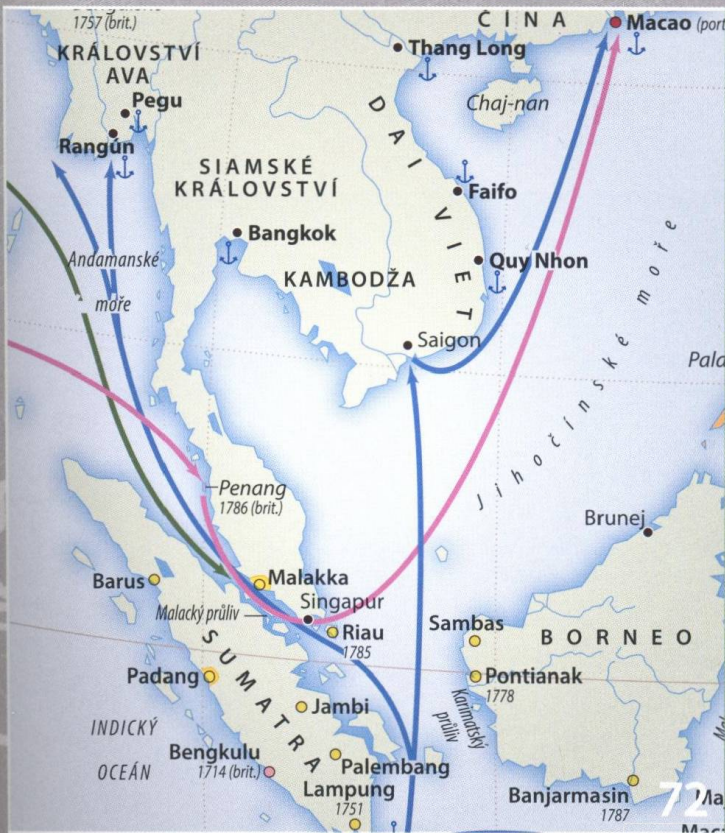 1757 (brit.)
ČÍNA
Macao (port
KRÁLOVSTVÍ
AVA
Thang Long
Pegu
Chaj-nan
Rangún
DAI VIET
SIAMSKÉ
KRÁLOVSTVÍ
Faifo
Bangkok
Andamanské
moře
Quy Nhon
KAMBODŽA
Jihočínské moře
Saigon
Pala
Penang
1786 (brit.)
Brunej
Barus
Malakka
Malacký průliv
Singapur
Riau
1785
Sambas
BORNEO
SUMATRA
Padang
Pontianak
1778
Karimatský
průliv
Jambi
INDICKÝ
OCEÁN
Bengkulu
1714 (brit.)
Palembang
Lampung
1751
Banjarmasin
1787
72